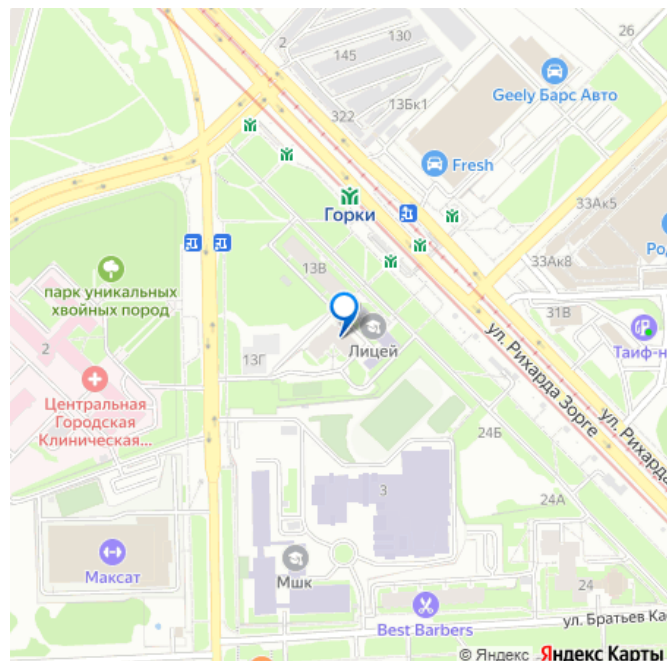 2
130
26
145
Geely Барс Авто
13Бк1
322
Fresh
33Ак5
Горки
Род
33Ак8
13В
парк уникальных
хвойных пород
31В
2
Лицей
Таиф-н
13Г
ул. Рихарда Зорге
Центральная
Городская
Клиническая...
ул. Рихарда
24Б
3
24А
Максат
Мшк
24
Best Barbers
ул. Братьев Ка
© Яндекс Яндекс Карты